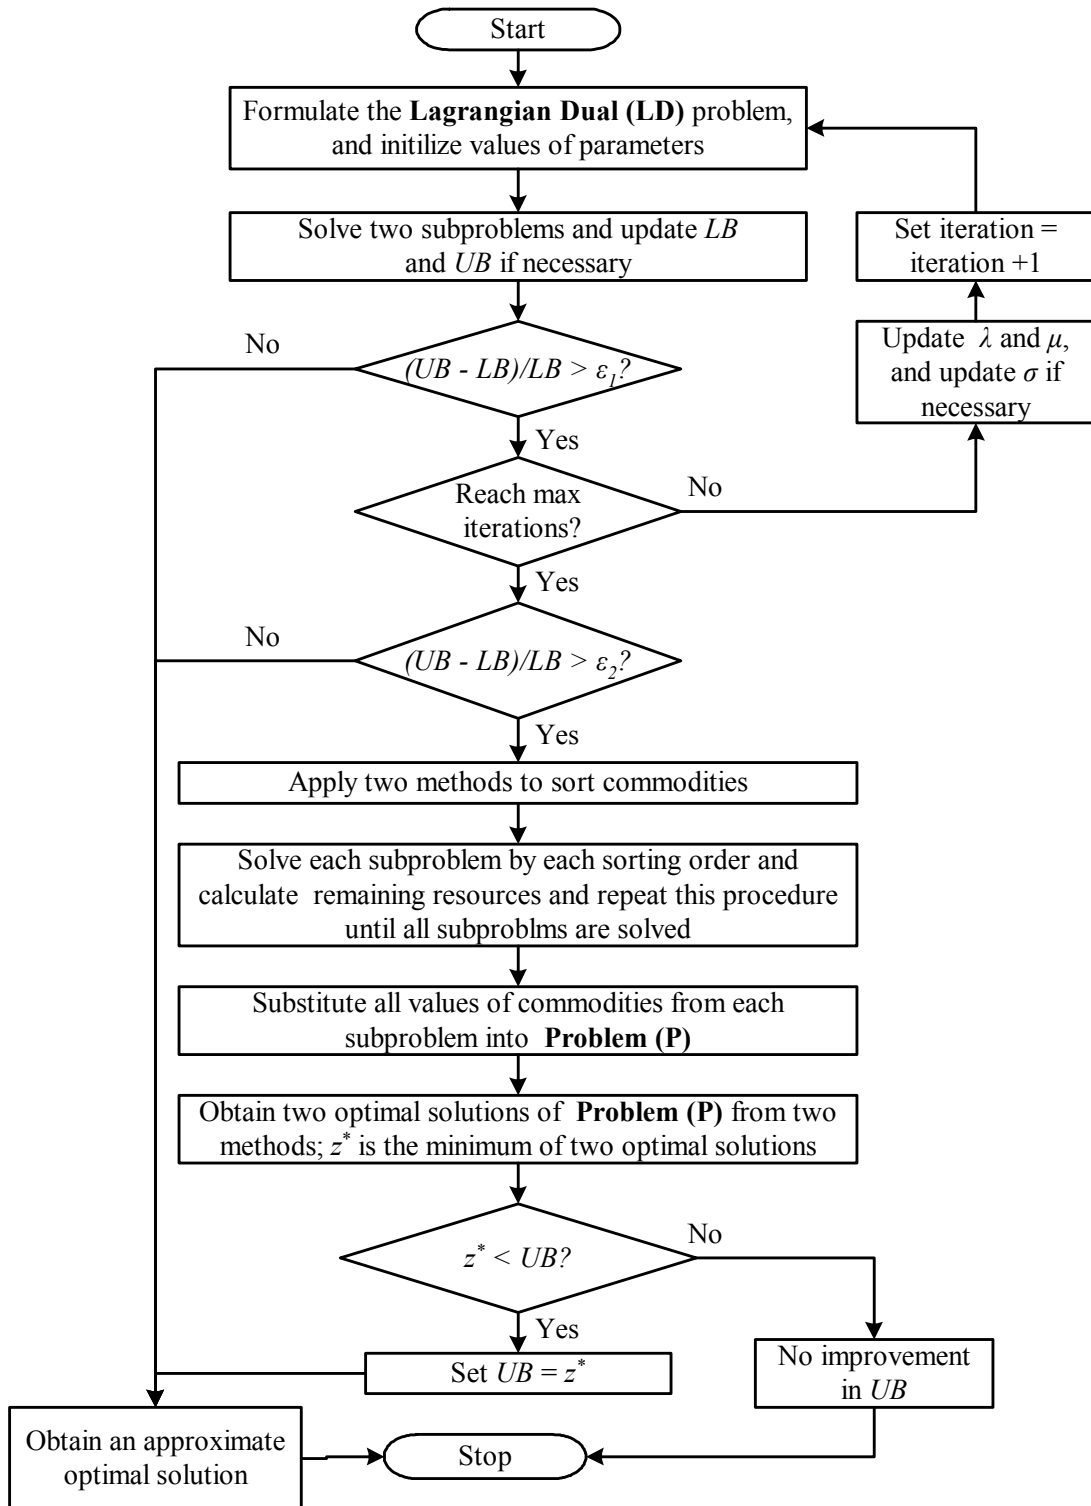 Start
Formulate the Lagrangian Dual (LD) problem,
and initilize values of parameters
Solve two subproblems and update LB
and UB if necessary
Set iteration =
iteration +1
Update λ and μ,
and update σ if
necessary
No
(UB - LB)/LB > ε₁?
Yes
Reach max
iterations?
No
Yes
No
(UB - LB)/LB > ε₂?
Yes
Apply two methods to sort commodities
Solve each subproblem by each sorting order and
calculate remaining resources and repeat this procedure
until all subproblms are solved
Substitute all values of commodities from each
subproblem into Problem (P)
Obtain two optimal solutions of Problem (P) from two
methods; z* is the minimum of two optimal solutions
z* < UB?
No
Yes
Set UB = z*
No improvement
in UB
Obtain an approximate
optimal solution
Stop